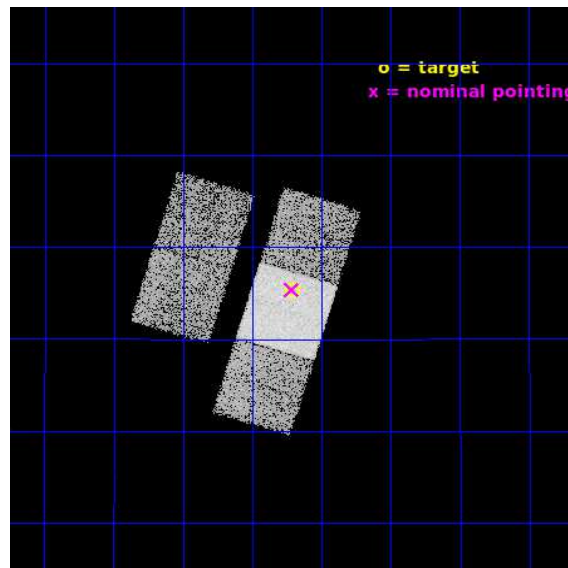 o = target
x = nominal pointing